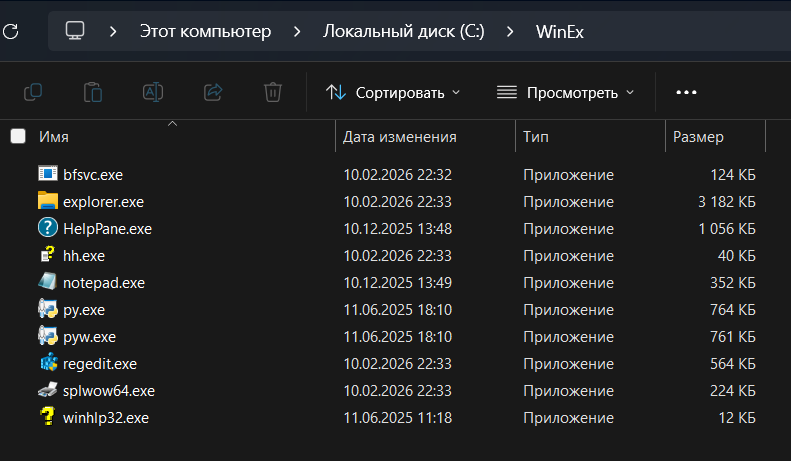 Этот компьютер > Локальный диск (C:) > WinEx
Сортировать Просмотреть
Имя Дата изменения Тип Размер
bfsvc.exe 10.02.2026 22:32 Приложение 124 КБ
explorer.exe 10.02.2026 22:33 Приложение 3 182 КБ
HelpPane.exe 10.12.2025 13:48 Приложение 1 056 КБ
hh.exe 10.02.2026 22:33 Приложение 40 КБ
notepad.exe 10.12.2025 13:49 Приложение 352 КБ
py.exe 11.06.2025 18:10 Приложение 764 КБ
pyw.exe 11.06.2025 18:10 Приложение 761 КБ
regedit.exe 10.02.2026 22:33 Приложение 564 КБ
splwow64.exe 10.02.2026 22:33 Приложение 224 КБ
winhlp32.exe 11.06.2025 11:18 Приложение 12 КБ